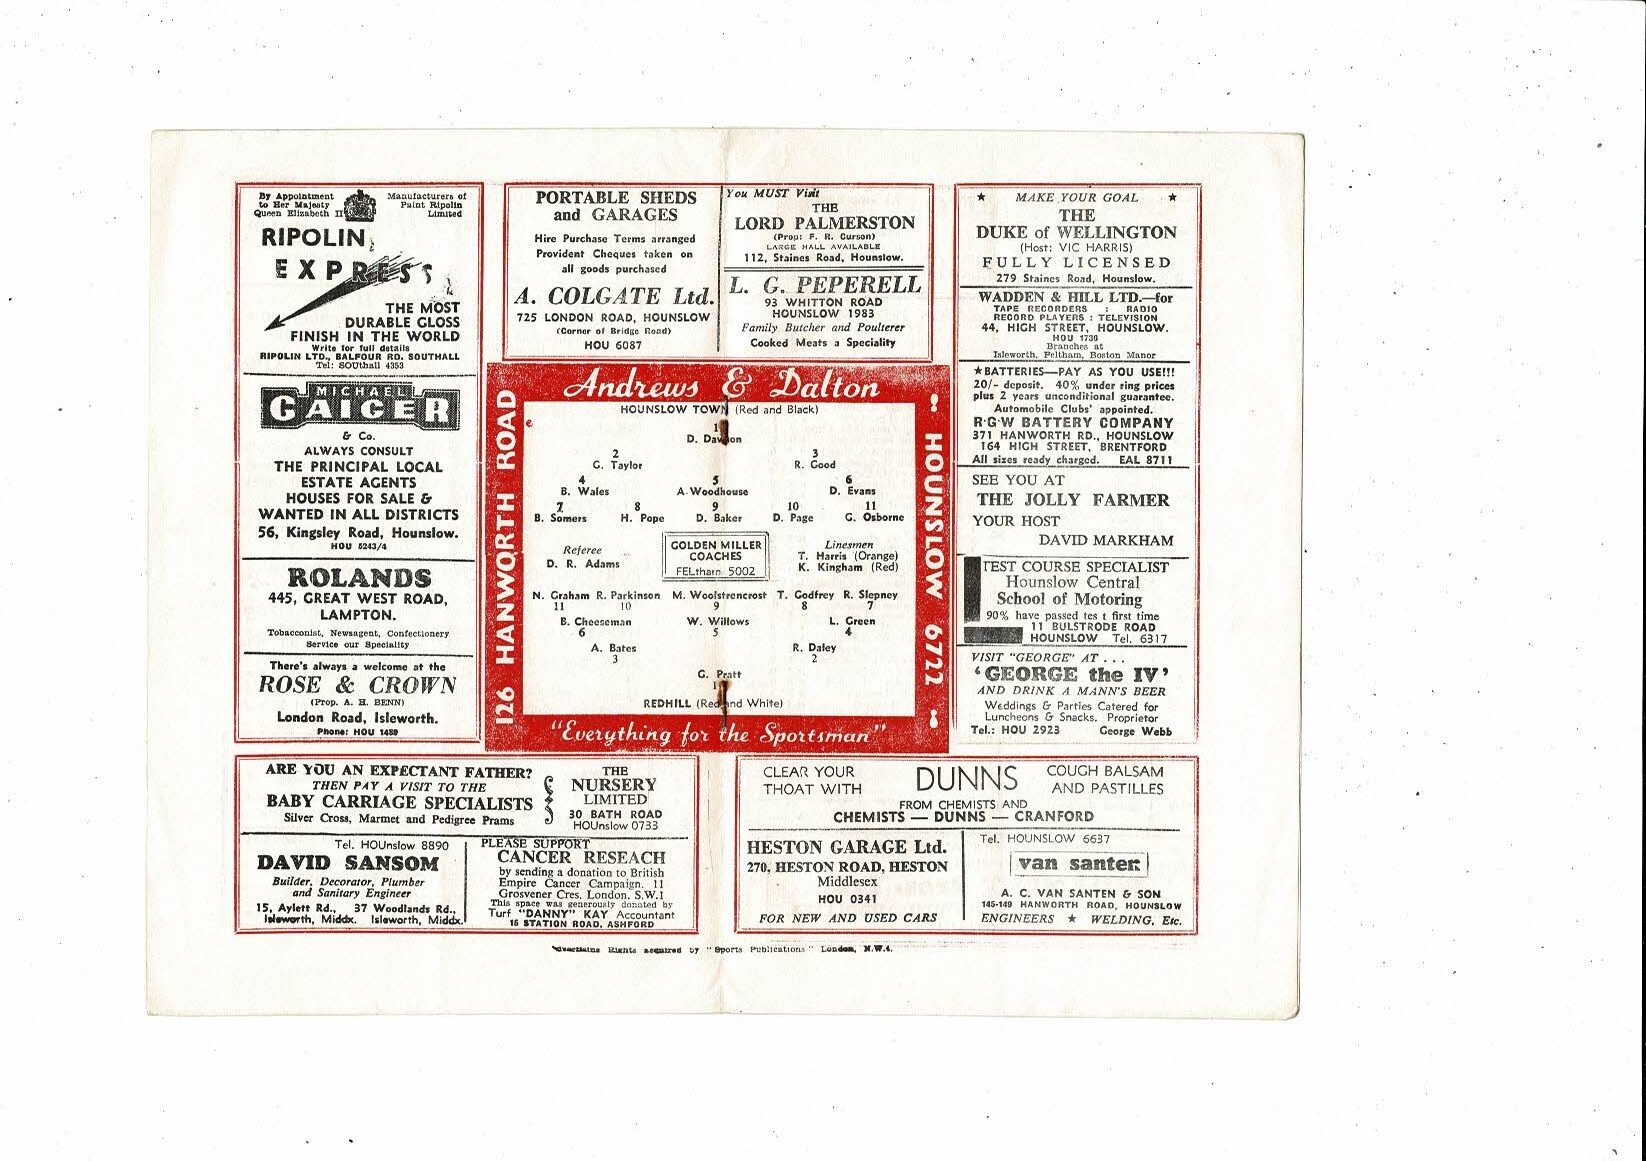 By Appointment
to Her Majesty
Queen Elizabeth II
Manufacturers of
Paint Ripolin
Limited
RIPOLIN
EXPRESS
THE MOST
DURABLE GLOSS
FINISH IN THE WORLD
Write for full details
RIPOLIN LTD., BALFOUR RD. SOUTHALL
Tel: SOUthall 4353
MICHAEL
GAIGER
& Co.
ALWAYS CONSULT
THE PRINCIPAL LOCAL
ESTATE AGENTS
HOUSES FOR SALE &
WANTED IN ALL DISTRICTS
56, Kingsley Road, Hounslow.
HOU 5243/4
ROLANDS
445, GREAT WEST ROAD,
LAMPTON.
Tobacconist, Newsagent, Confectionery
Service our Speciality
There's always a welcome at the
ROSE & CROWN
(Prop. A. H. BENN)
London Road, Isleworth.
Phone: HOU 1489
PORTABLE SHEDS
and GARAGES
Hire Purchase Terms arranged
Provident Cheques taken on
all goods purchased
A. COLGATE Ltd.
725 LONDON ROAD, HOUNSLOW
(Corner of Bridge Road)
HOU 6087
You MUST Visit
THE
LORD PALMERSTON
(Prop: F. R. Curson)
LARGE HALL AVAILABLE
112, Staines Road, Hounslow.
L. G. PEPERELL
93 WHITTON ROAD
HOUNSLOW 1983
Family Butcher and Poulterer
Cooked Meats a Speciality
Andrews & Dalton
126 HANWORTH ROAD
HOUNSLOW TOWN (Red and Black)
1
D. Dawson
2 3
G. Taylor R. Good
4 5 6
B. Wales A. Woodhouse D. Evans
7 8 9 10 11
B. Somers H. Pope D. Baker D. Page G. Osborne
Referee
D. R. Adams
GOLDEN MILLER
COACHES
FELtham 5002
Linesmen
T. Harris (Orange)
K. Kingham (Red)
N. Graham R. Parkinson M. Woolstrencrost T. Godfrey R. Slepney
11 10 9 8 7
B. Cheeseman W. Willows L. Green
6 5 4
A. Bates R. Daley
3 2
G. Pratt
1
REDHILL (Red and White)
HOUNSLOW 6722
"Everything for the Sportsman"
★ MAKE YOUR GOAL ★
THE
DUKE of WELLINGTON
(Host: VIC HARRIS)
FULLY LICENSED
279 Staines Road, Hounslow.
WADDEN & HILL LTD.—for
TAPE RECORDERS : RADIO
RECORD PLAYERS : TELEVISION
44, HIGH STREET, HOUNSLOW.
HOU 1736
Branches at
Isleworth, Feltham, Boston Manor
★BATTERIES—PAY AS YOU USE!!!
20/- deposit. 40% under ring prices
plus 2 years unconditional guarantee.
Automobile Clubs' appointed.
R·G·W BATTERY COMPANY
371 HANWORTH RD., HOUNSLOW
164 HIGH STREET, BRENTFORD
All sizes ready charged. EAL 8711
SEE YOU AT
THE JOLLY FARMER
YOUR HOST
DAVID MARKHAM
TEST COURSE SPECIALIST
Hounslow Central
School of Motoring
90% have passed tes t first time
11 BULSTRODE ROAD
HOUNSLOW Tel. 6317
VISIT "GEORGE" AT . . .
'GEORGE the IV'
AND DRINK A MANN'S BEER
Weddings & Parties Catered for
Luncheons & Snacks. Proprietor
Tel.: HOU 2923 George Webb
ARE YOU AN EXPECTANT FATHER?
THEN PAY A VISIT TO THE
BABY CARRIAGE SPECIALISTS
Silver Cross, Marmet and Pedigree Prams
THE
NURSERY
LIMITED
30 BATH ROAD
HOUnslow 0733
Tel. HOUnslow 8890
DAVID SANSOM
Builder, Decorator, Plumber
and Sanitary Engineer
15, Aylett Rd., 37 Woodlands Rd.,
Isleworth, Middx. Isleworth, Middx.
PLEASE SUPPORT
CANCER RESEACH
by sending a donation to British
Empire Cancer Campaign. 11
Grosvener Cres. London. S.W.1
This space was generously donated by
Turf "DANNY" KAY Accountant
15 STATION ROAD, ASHFORD
CLEAR YOUR
THOAT WITH
DUNNS
COUGH BALSAM
AND PASTILLES
FROM CHEMISTS AND
CHEMISTS — DUNNS — CRANFORD
HESTON GARAGE Ltd.
270, HESTON ROAD, HESTON
Middlesex
HOU 0341
FOR NEW AND USED CARS
Tel. HOUNSLOW 6637
van santen
A. C. VAN SANTEN & SON
145-149 HANWORTH ROAD, HOUNSLOW
ENGINEERS ★ WELDING, Etc.
Rights acquired by "Sports Publications" London, N.W.4.